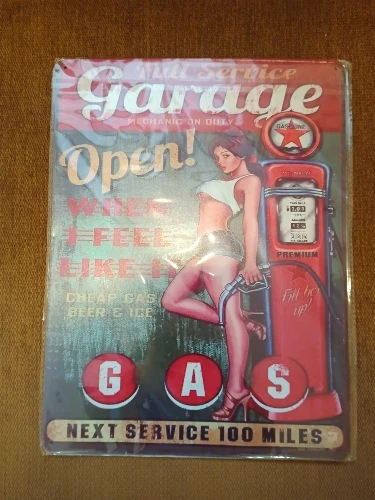 Full Service
Garage
MECHANIC ON DUTY
GASOLINE
Open!
WHEN
I FEEL
LIKE IT
CHEAP GAS
BEER & ICE
PREMIUM
Fill her
up!
GAS
NEXT SERVICE 100 MILES